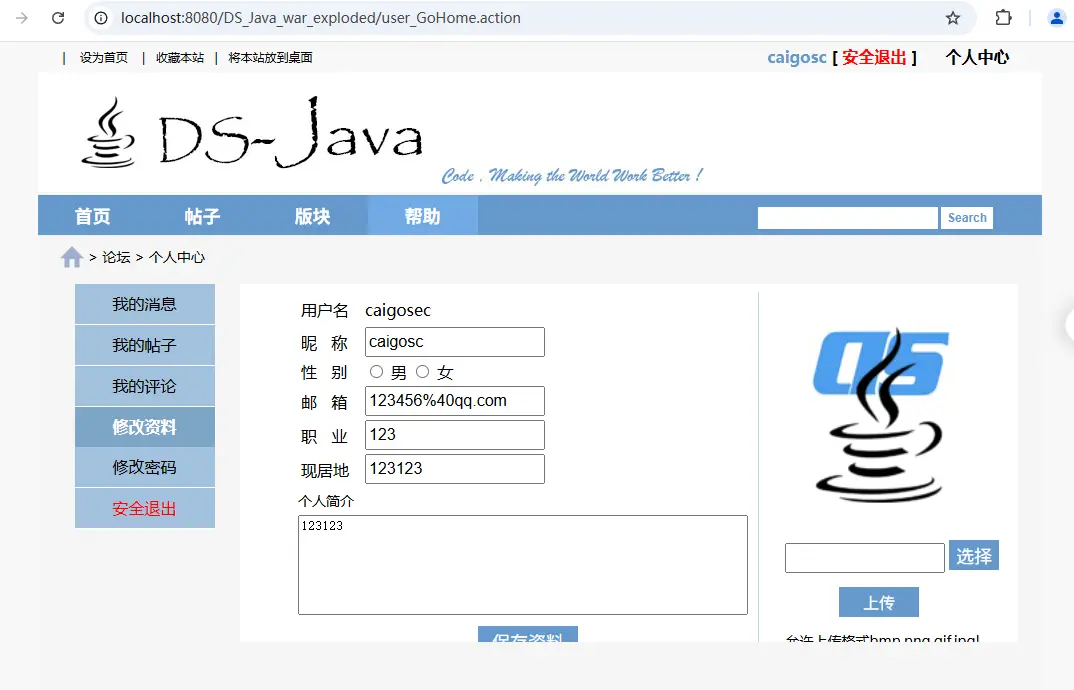 localhost:8080/DS_Java_war_exploded/user_GoHome.action
| 设为首页 | 收藏本站 | 将本站放到桌面
caigosc [ 安全退出 ] 个人中心
DS-Java
Code , Making the World Work Better !
首页 帖子 版块 帮助 Search
> 论坛 > 个人中心
我的消息
我的帖子
我的评论
修改资料
修改密码
安全退出
用户名 caigosec
昵 称 caigosc
性 别 男 女
邮 箱 123456%40qq.com
职 业 123
现居地 123123
个人简介
123123
保存资料
选择
上传
允许上传格式bmp,png,gif,jpg!